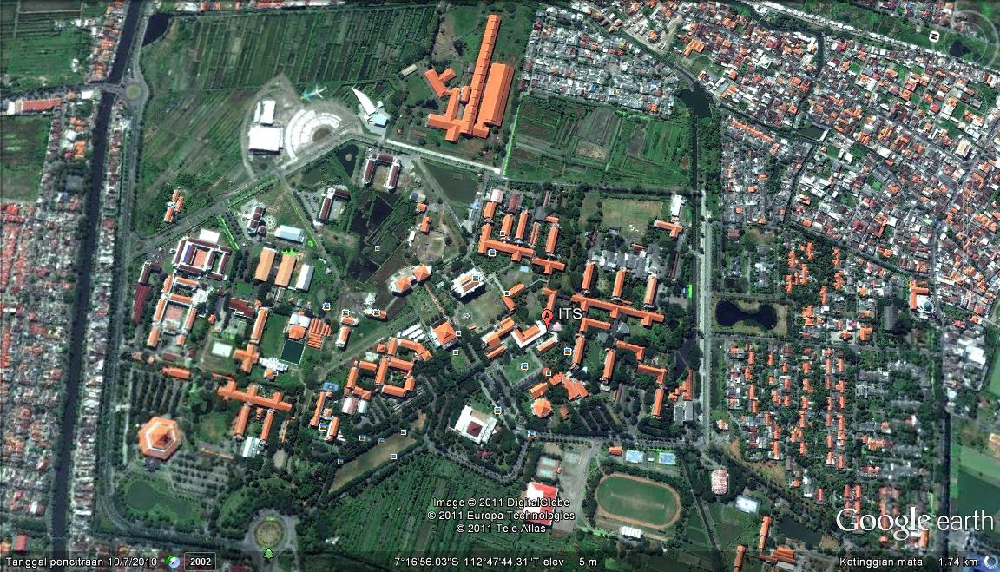 N
ITS
Image © 2011 DigitalGlobe
© 2011 Europa Technologies
© 2011 Tele Atlas
Google earth
Tanggal pencitraan 19/7/2010 2002 7°16'56.03"S 112°47'44.31"T elev 5 m Ketinggian mata 1.74 km